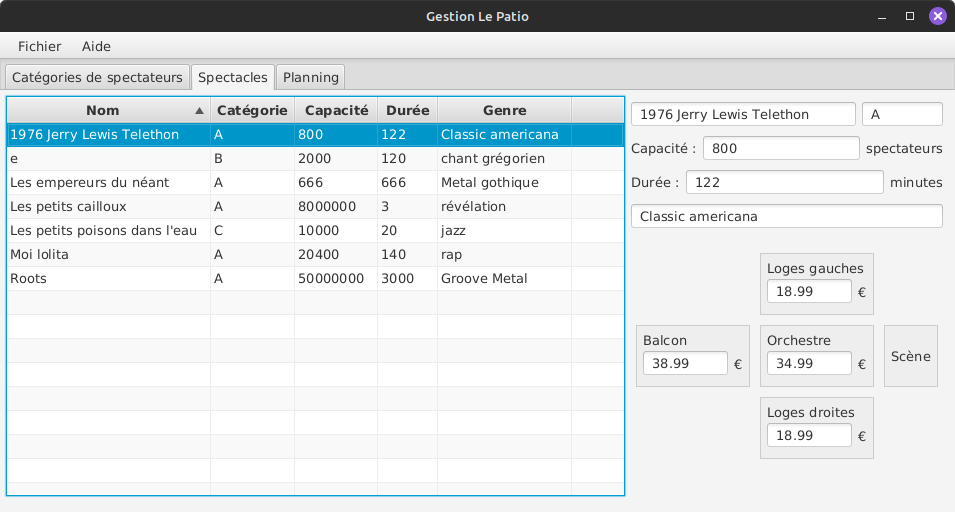 Gestion Le Patio
Fichier Aide
Catégories de spectateurs Spectacles Planning
Nom Catégorie Capacité Durée Genre
1976 Jerry Lewis Telethon A 800 122 Classic americana
e B 2000 120 chant grégorien
Les empereurs du néant A 666 666 Metal gothique
Les petits cailloux A 8000000 3 révélation
Les petits poisons dans l'eau C 10000 20 jazz
Moi lolita A 20400 140 rap
Roots A 50000000 3000 Groove Metal
1976 Jerry Lewis Telethon A
Capacité : 800 spectateurs
Durée : 122 minutes
Classic americana
Loges gauches
18.99 €
Balcon
38.99 €
Orchestre
34.99 €
Scène
Loges droites
18.99 €